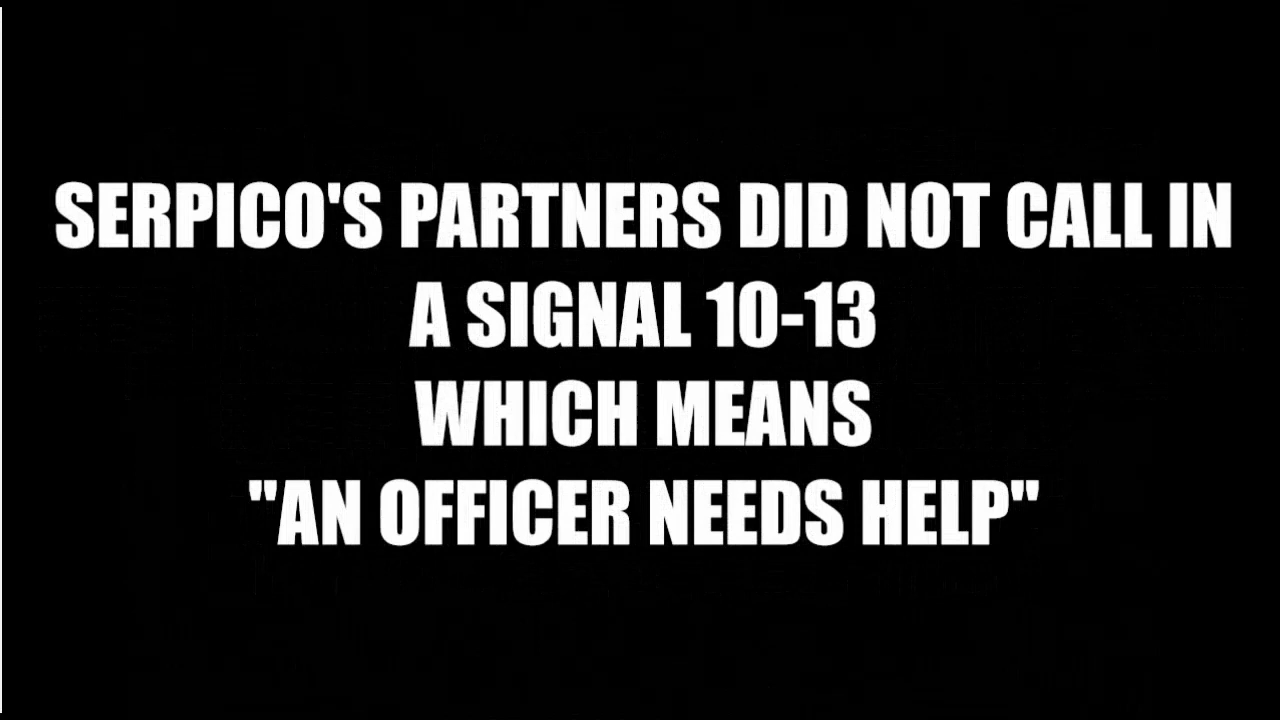 SERPICO'S PARTNERS DID NOT CALL IN
A SIGNAL 10-13
WHICH MEANS
"AN OFFICER NEEDS HELP"